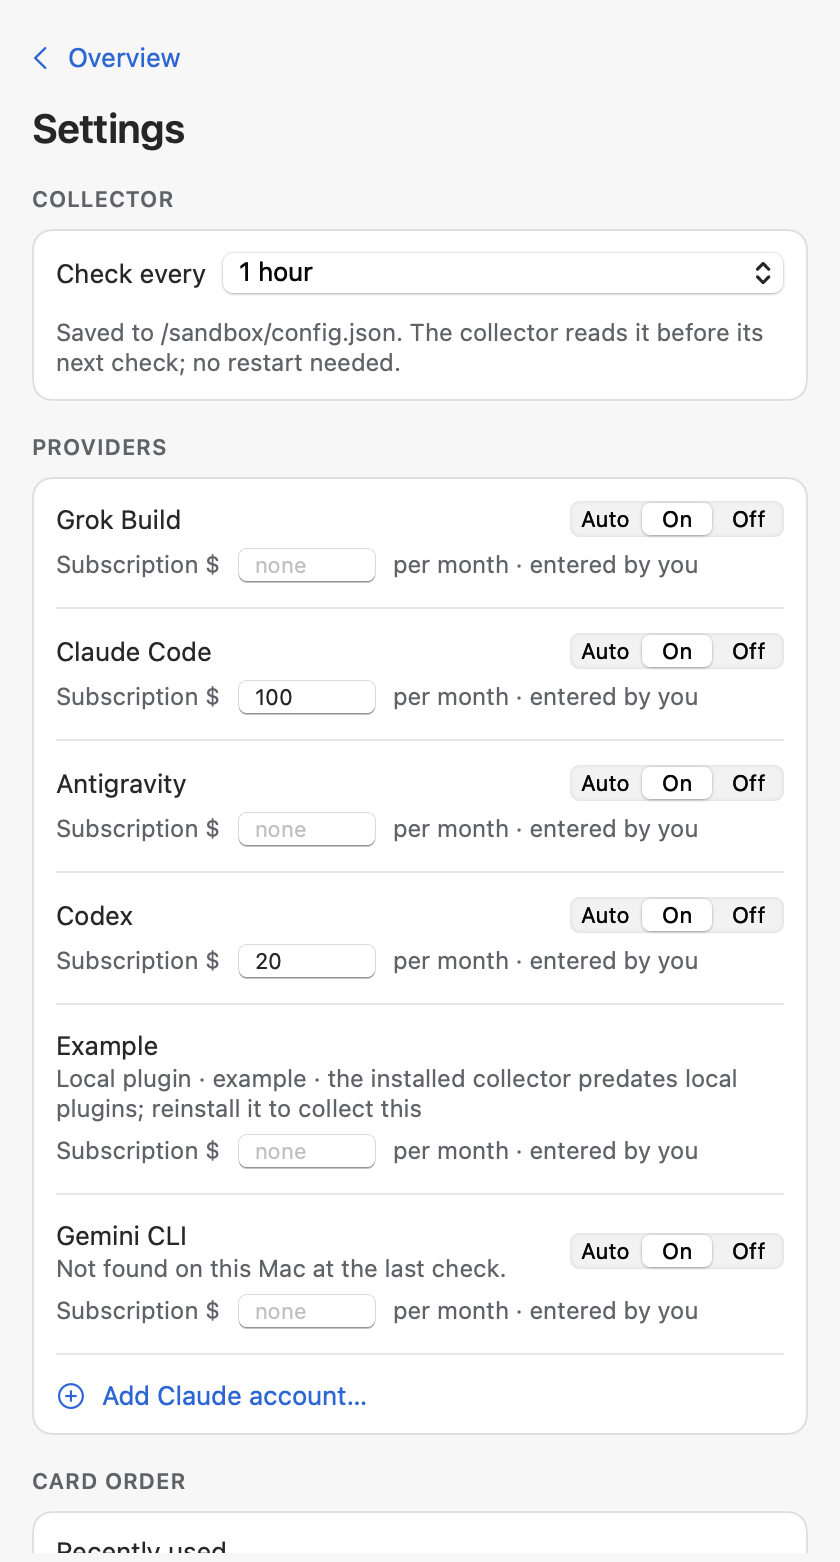 Overview
Settings
COLLECTOR
Check every 1 hour
Saved to /sandbox/config.json. The collector reads it before its
next check; no restart needed.
PROVIDERS
Grok Build Auto On Off
Subscription $ none per month · entered by you
Claude Code Auto On Off
Subscription $ 100 per month · entered by you
Antigravity Auto On Off
Subscription $ none per month · entered by you
Codex Auto On Off
Subscription $ 20 per month · entered by you
Example
Local plugin · example · the installed collector predates local
plugins; reinstall it to collect this
Subscription $ none per month · entered by you
Gemini CLI Auto On Off
Not found on this Mac at the last check.
Subscription $ none per month · entered by you
Add Claude account...
CARD ORDER
Recently used